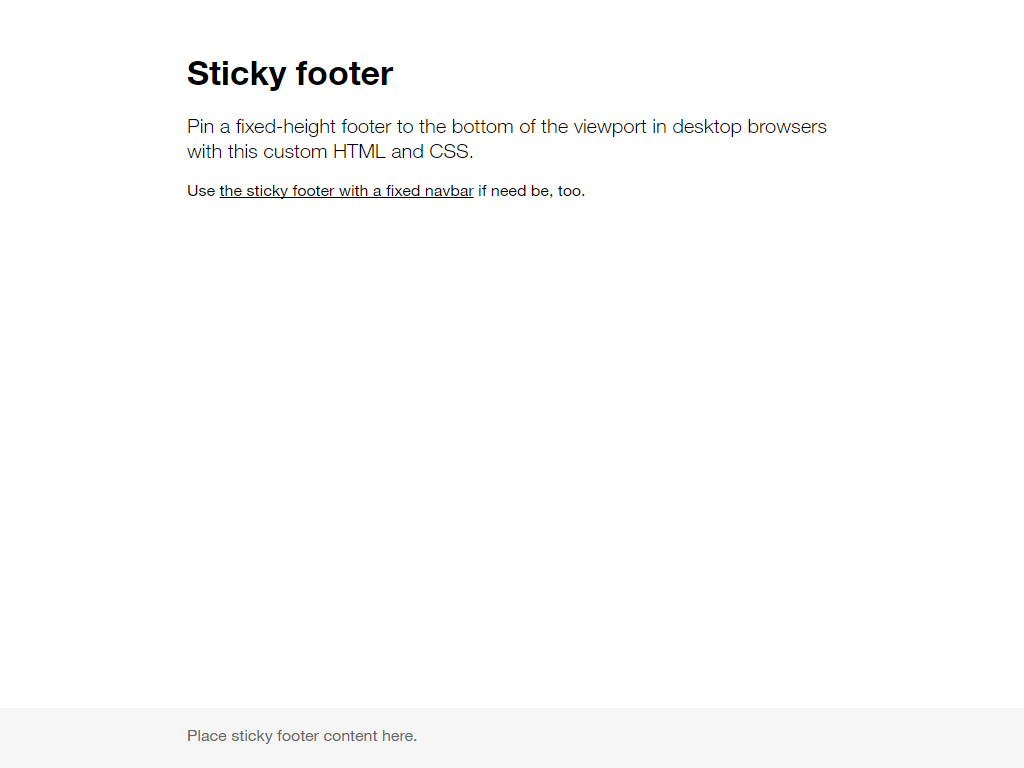 Sticky footer
Pin a fixed-height footer to the bottom of the viewport in desktop browsers
with this custom HTML and CSS.
Use the sticky footer with a fixed navbar if need be, too.
Place sticky footer content here.